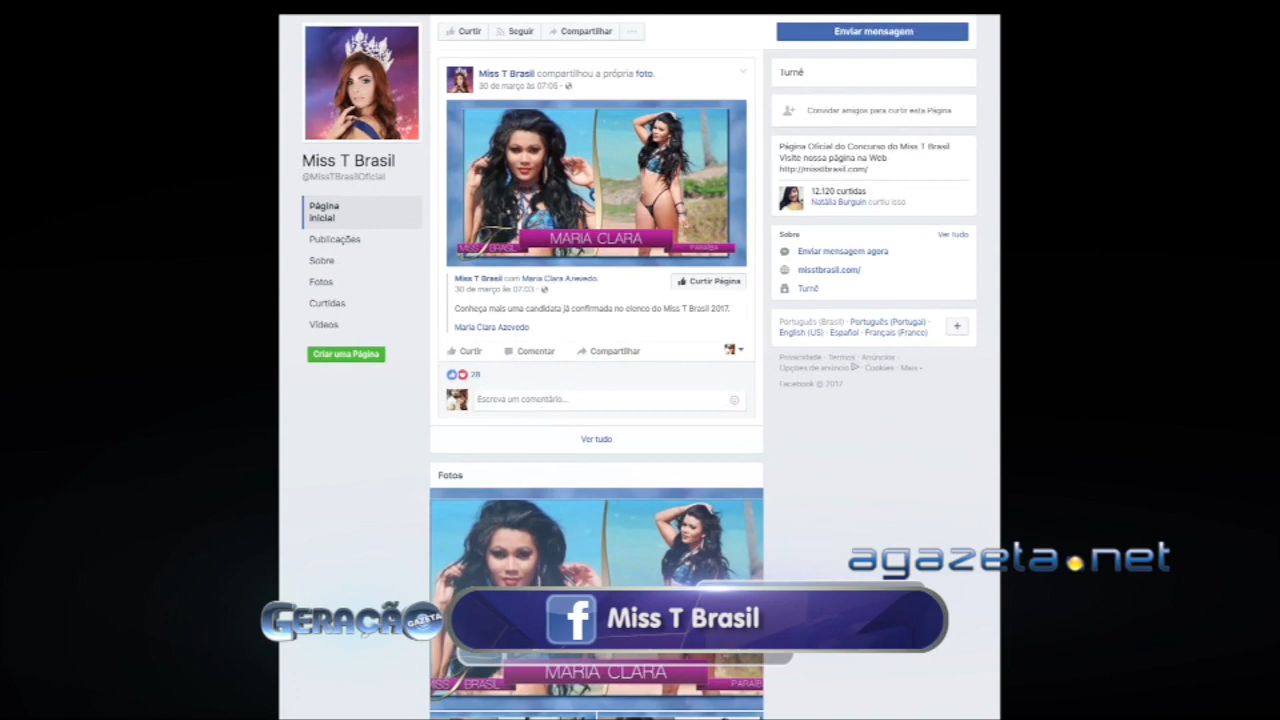 Miss T Brasil
@MissTBrasilOficial
Página
inicial
Publicações
Sobre
Fotos
Curtidas
Vídeos
Criar uma Página
Curtir
Seguir
Compartilhar
Miss T Brasil compartilhou a própria foto.
30 de março às 07:05
MISS T BRASIL
MARIA CLARA
PARAÍBA
Miss T Brasil com Maria Clara Azevedo.
30 de março às 07:03
Curtir Página
Conheça mais uma candidata já confirmada no elenco do Miss T Brasil 2017.
Maria Clara Azevedo
Curtir
Comentar
Compartilhar
28
Escreva um comentário...
Ver tudo
Fotos
MARIA CLARA
PARAÍB
Enviar mensagem
Turnê
Convidar amigos para curtir esta Página
Página Oficial do Concurso do Miss T Brasil
Visite nossa página na Web
http://misstbrasil.com/
12.120 curtidas
Natália Burguin curtiu isso
Sobre
Ver tudo
Enviar mensagem agora
misstbrasil.com/
Turnê
Português (Brasil) · Português (Portugal) ·
English (US) · Español · Français (France)
+
Privacidade · Termos · Anúncios ·
Opções de anúncio · Cookies · Mais
Facebook © 2017
agazeta.net
GERAÇÃO
GAZETA
f
Miss T Brasil